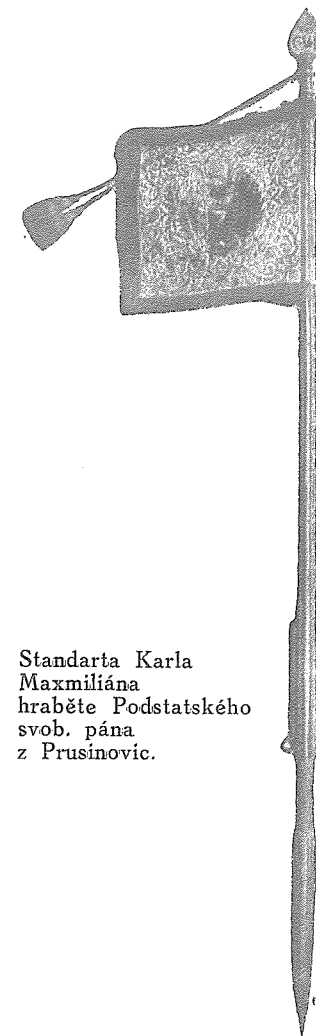 Standarta Karla
Maxmiliána
hraběte Podstatského
svob. pána
z Prusinovic.